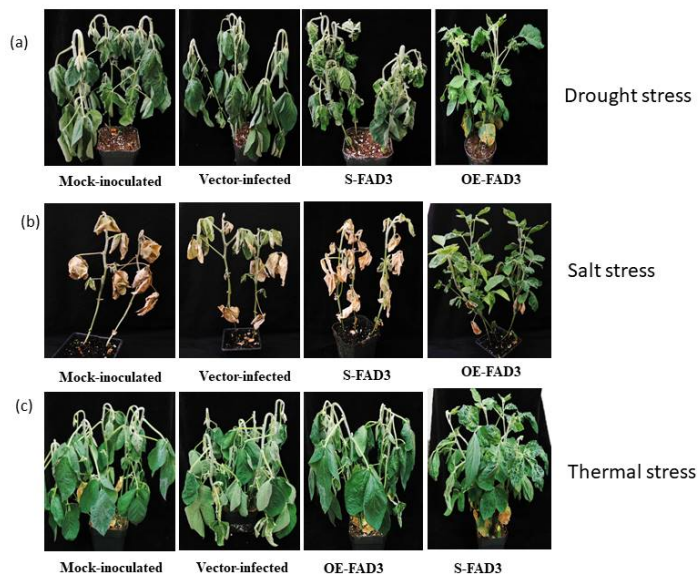 (a)
Drought stress
Mock-inoculated Vector-infected S-FAD3 OE-FAD3
(b)
Salt stress
Mock-inoculated Vector-infected S-FAD3 OE-FAD3
(c)
Thermal stress
Mock-inoculated Vector-infected OE-FAD3 S-FAD3